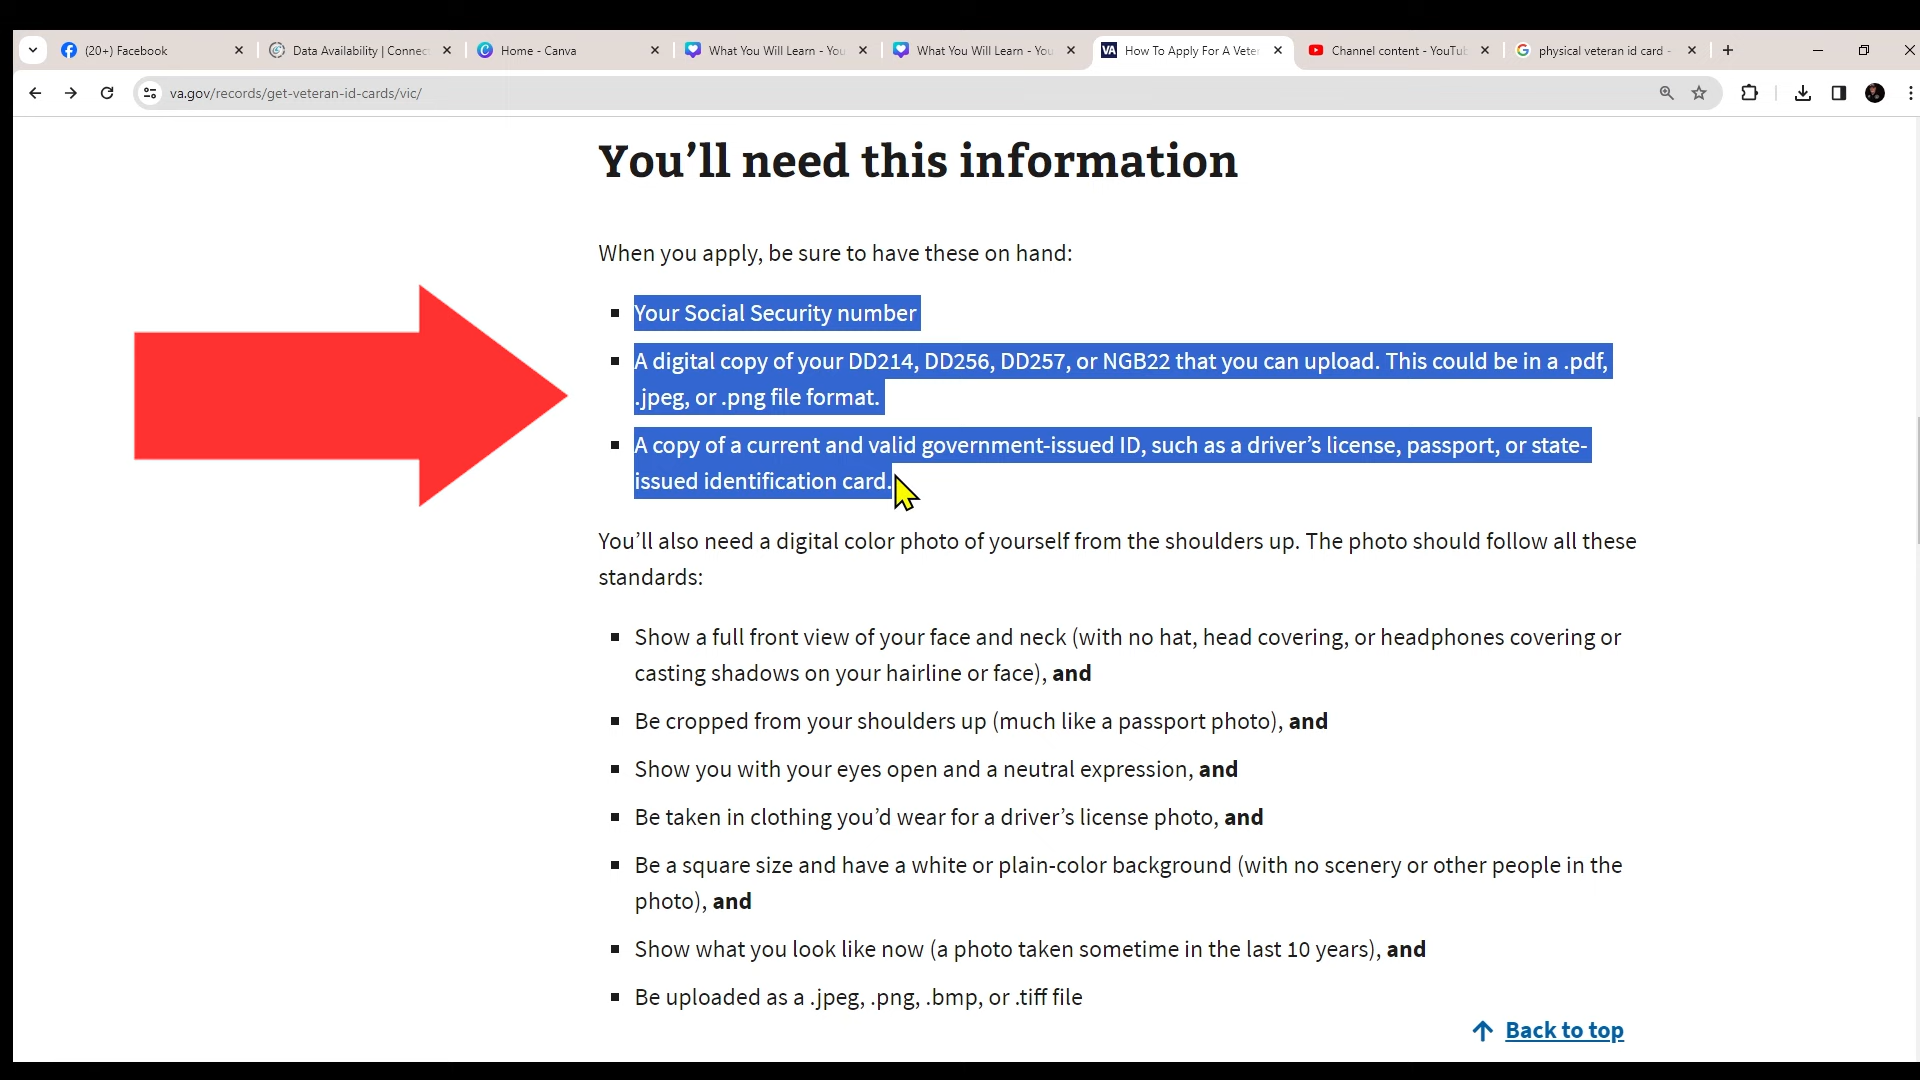 (20+) Facebook
Data Availability | Connec
Home - Canva
What You Will Learn - You
What You Will Learn - You
How To Apply For A Vete
Channel content - YouTu
physical veteran id card -
va.gov/records/get-veteran-id-cards/vic/
You’ll need this information
When you apply, be sure to have these on hand:
Your Social Security number
A digital copy of your DD214, DD256, DD257, or NGB22 that you can upload. This could be in a .pdf,
.jpeg, or .png file format.
A copy of a current and valid government-issued ID, such as a driver’s license, passport, or state-
issued identification card.
You’ll also need a digital color photo of yourself from the shoulders up. The photo should follow all these
standards:
Show a full front view of your face and neck (with no hat, head covering, or headphones covering or
casting shadows on your hairline or face), and
Be cropped from your shoulders up (much like a passport photo), and
Show you with your eyes open and a neutral expression, and
Be taken in clothing you’d wear for a driver’s license photo, and
Be a square size and have a white or plain-color background (with no scenery or other people in the
photo), and
Show what you look like now (a photo taken sometime in the last 10 years), and
Be uploaded as a .jpeg, .png, .bmp, or .tiff file
Back to top